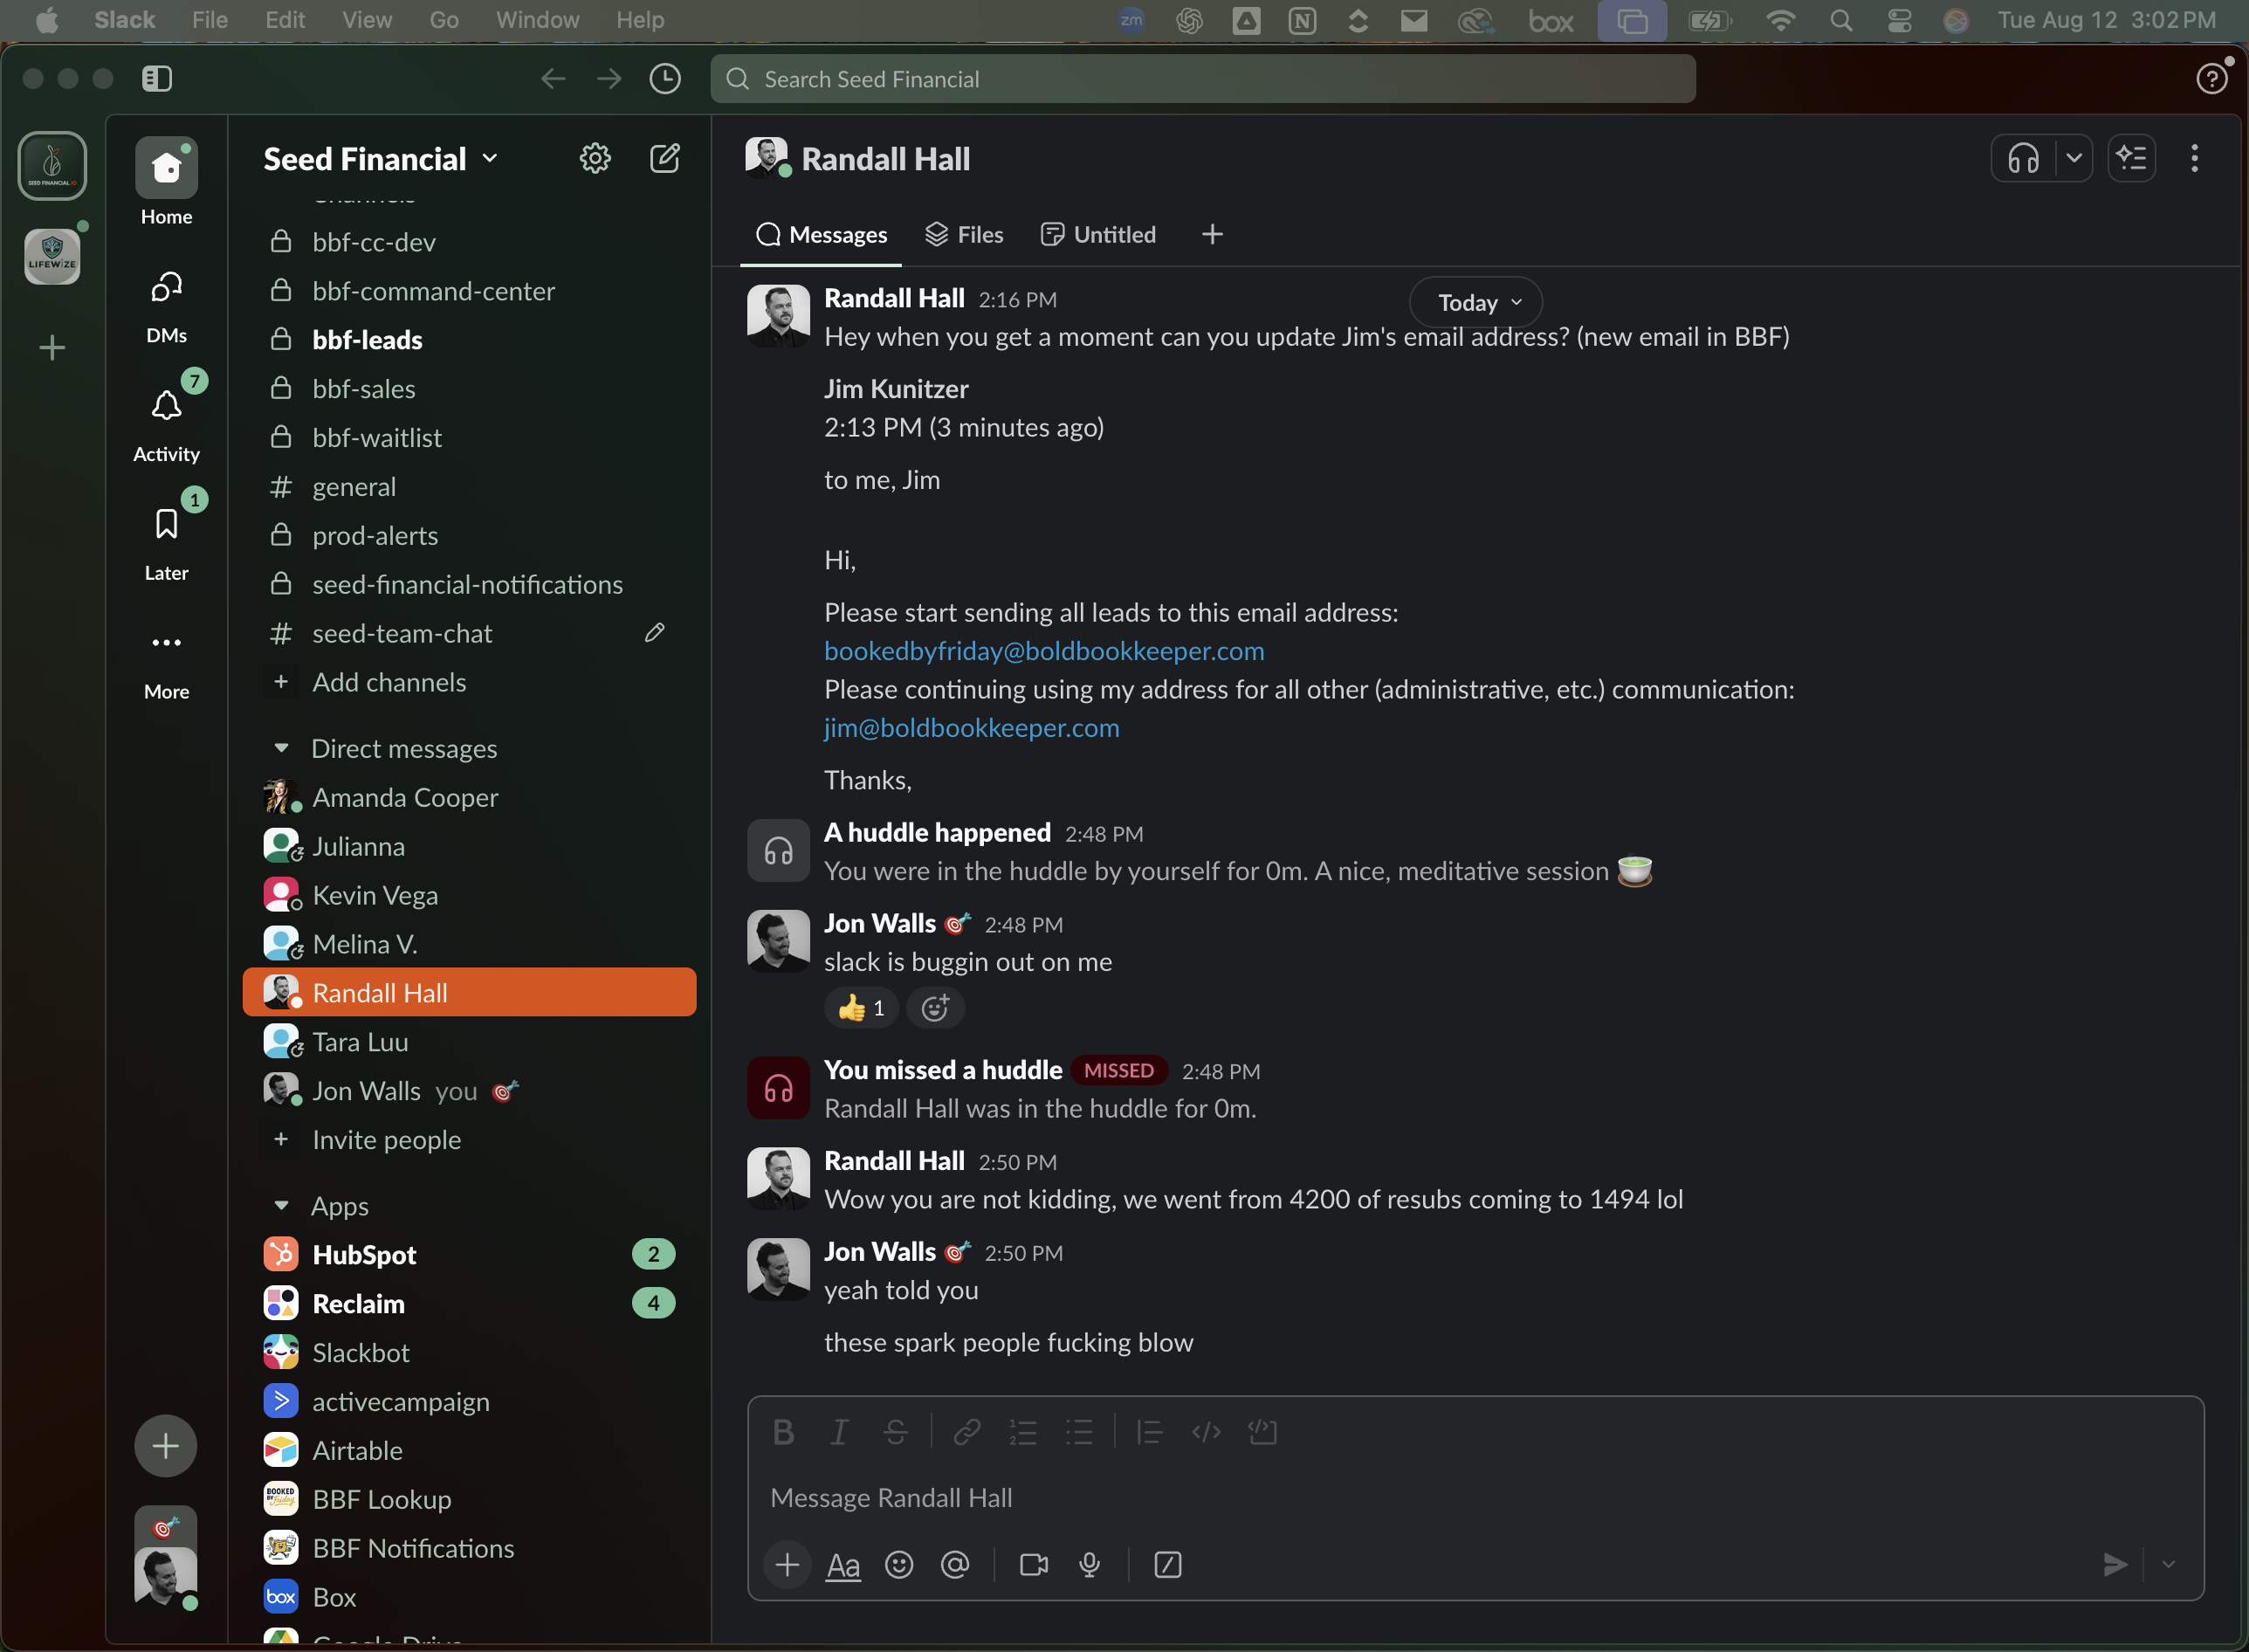 Slack File Edit View Go Window Help
zm
box
Tue Aug 12 3:02 PM
Search Seed Financial
SEED FINANCIAL
LIFEWIZE
Home
DMs
7
Activity
1
Later
More
Seed Financial
Channels
bbf-cc-dev
bbf-command-center
bbf-leads
bbf-sales
bbf-waitlist
# general
prod-alerts
seed-financial-notifications
# seed-team-chat
+ Add channels
Direct messages
Amanda Cooper
Julianna
Kevin Vega
Melina V.
Randall Hall
Tara Luu
Jon Walls you 🎯
+ Invite people
Apps
HubSpot 2
Reclaim 4
Slackbot
activecampaign
Airtable
BOOKED BY Friday
BBF Lookup
BBF Notifications
box
Box
Google Drive
Randall Hall
Messages Files Untitled +
Today
Randall Hall 2:16 PM
Hey when you get a moment can you update Jim's email address? (new email in BBF)
Jim Kunitzer
2:13 PM (3 minutes ago)
to me, Jim
Hi,
Please start sending all leads to this email address:
bookedbyfriday@boldbookkeeper.com
Please continuing using my address for all other (administrative, etc.) communication:
jim@boldbookkeeper.com
Thanks,
A huddle happened 2:48 PM
You were in the huddle by yourself for 0m. A nice, meditative session 🍵
Jon Walls 🎯 2:48 PM
slack is buggin out on me
👍 1
You missed a huddle MISSED 2:48 PM
Randall Hall was in the huddle for 0m.
Randall Hall 2:50 PM
Wow you are not kidding, we went from 4200 of resubs coming to 1494 lol
Jon Walls 🎯 2:50 PM
yeah told you
these spark people fucking blow
Message Randall Hall
Aa